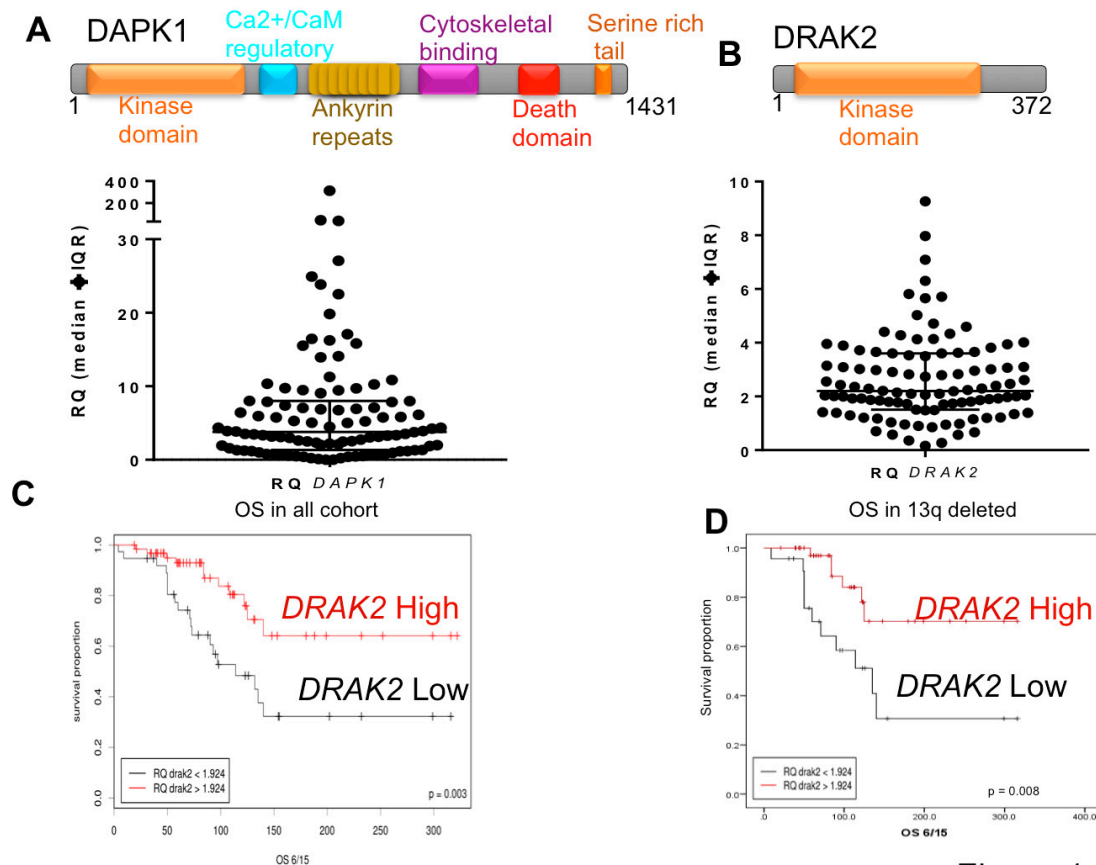 A DAPK1
Ca2+/CaM
regulatory
Cytoskeletal
binding
Serine rich
tail
1
Kinase
domain
Ankyrin
repeats
Death
domain
1431
B DRAK2
1
Kinase
domain
372
400
200
30
20
10
0
RQ (median IQR)
RQ DAPK1
10
8
6
4
2
0
RQ (median IQR)
RQ DRAK2
C
OS in all cohort
1.0
0.8
0.6
0.4
0.2
0.0
survival proportion
DRAK2 High
DRAK2 Low
RQ drak2 < 1.924
RQ drak2 > 1.924
p = 0.003
0 50 100 150 200 250 300
OS 6/15
D
OS in 13q deleted
1.0
0.8
0.6
0.4
0.2
0.0
Survival proportion
DRAK2 High
DRAK2 Low
RQ drak2 < 1.924
RQ drak2 > 1.924
p = 0.008
.0 100.0 200.0 300.0
OS 6/15